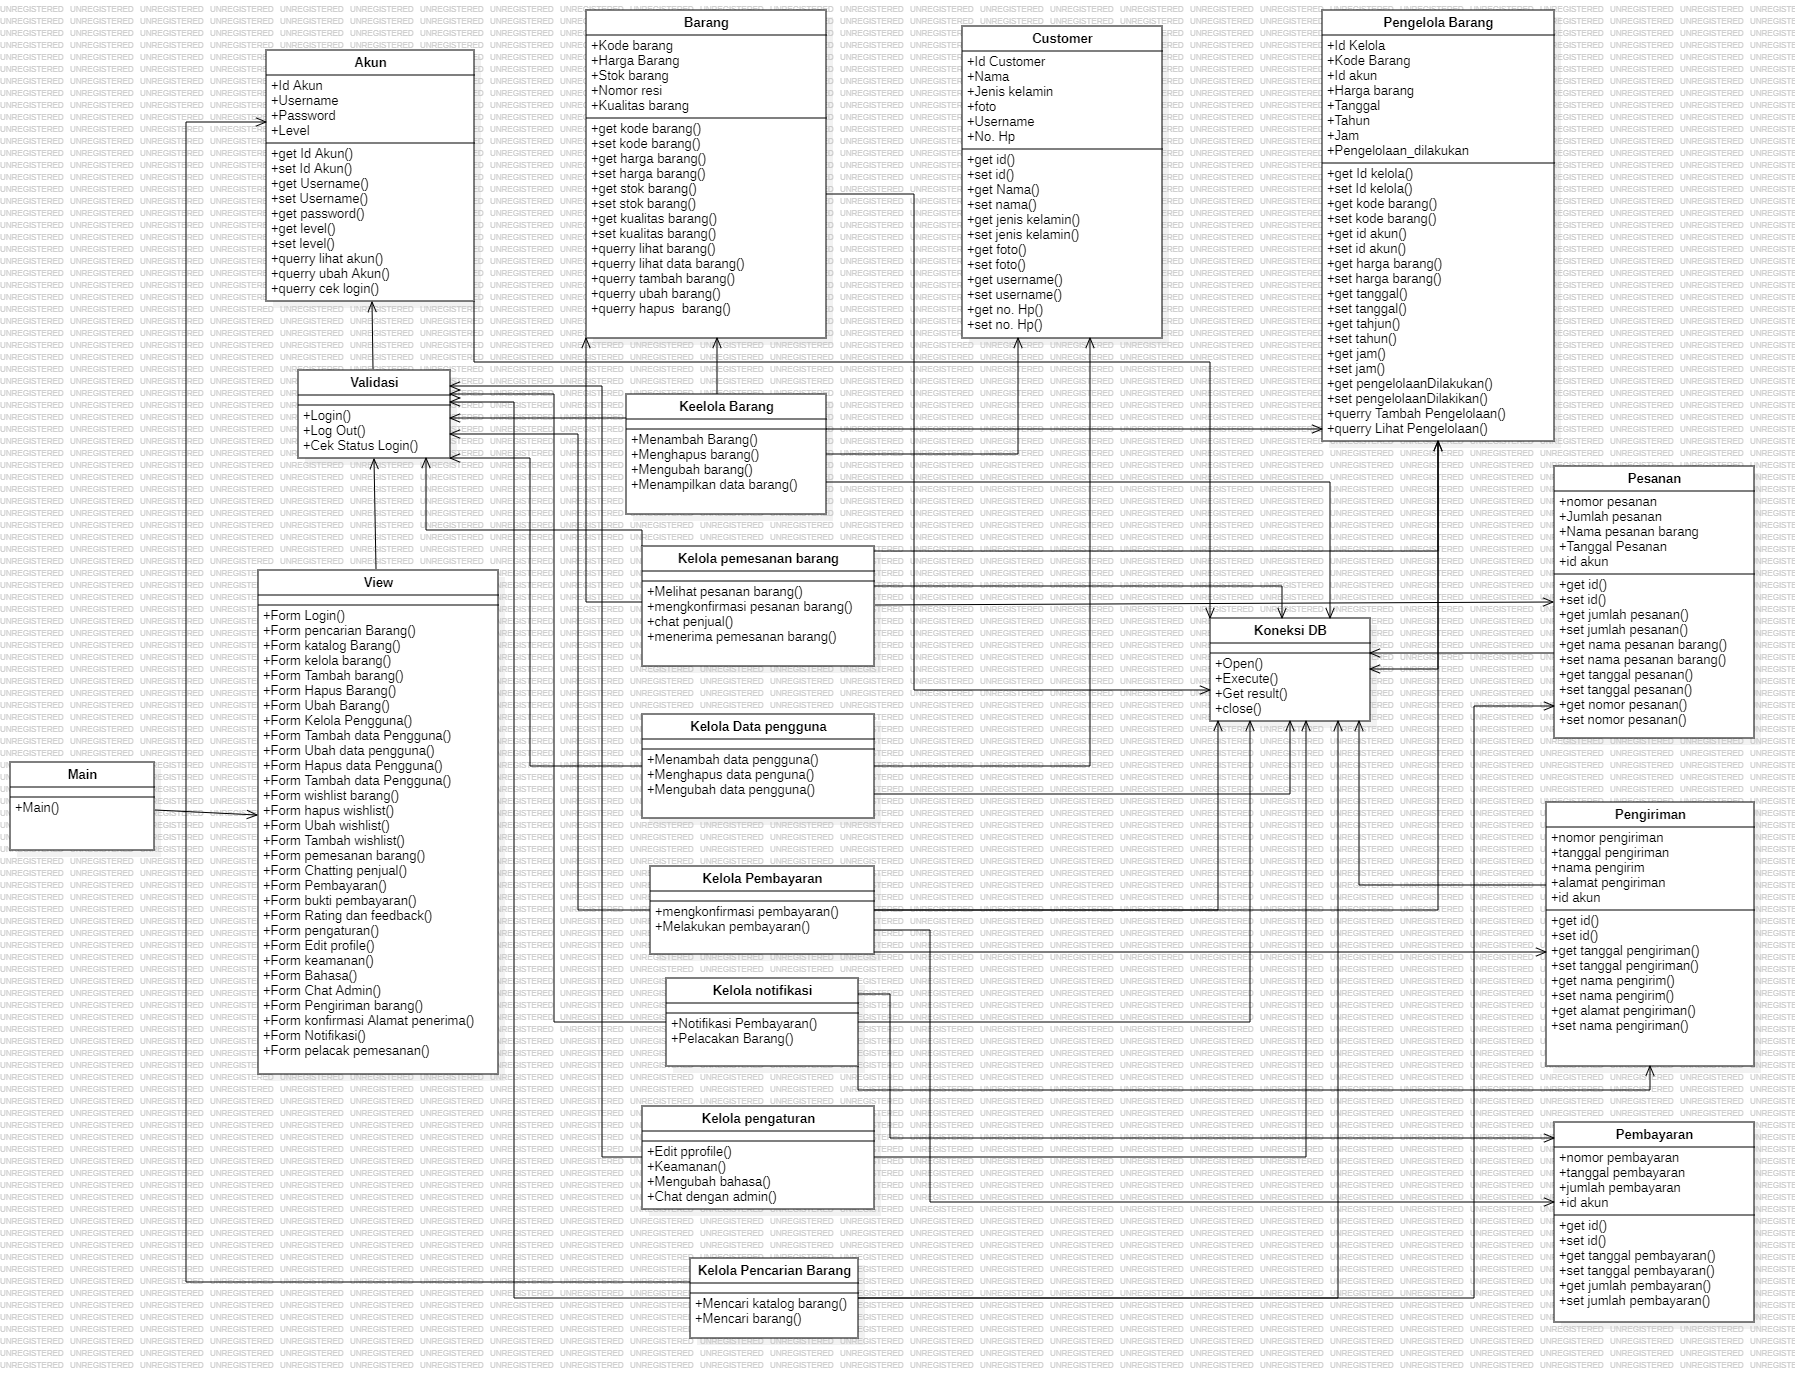 Akun
+Id Akun
+Username
+Password
+Level
+get Id Akun()
+set Id Akun()
+get Username()
+set Username()
+get password()
+get level()
+set level()
+querry lihat akun()
+querry ubah Akun()
+querry cek login()
Barang
+Kode barang
+Harga Barang
+Stok barang
+Nomor resi
+Kualitas barang
+get kode barang()
+set kode barang()
+get harga barang()
+set harga barang()
+get stok barang()
+set stok barang()
+get kualitas barang()
+set kualitas barang()
+querry lihat barang()
+querry lihat data barang()
+querry tambah barang()
+querry ubah barang()
+querry hapus  barang()
Customer
+Id Customer
+Nama
+Jenis kelamin
+foto
+Username
+No. Hp
+get id()
+set id()
+get Nama()
+set nama()
+get jenis kelamin()
+set jenis kelamin()
+get foto()
+set foto()
+get username()
+set username()
+get no. Hp()
+set no. Hp()
Pengelola Barang
+Id Kelola
+Kode Barang
+Id akun
+Harga barang
+Tanggal
+Tahun
+Jam
+Pengelolaan_dilakukan
+get Id kelola()
+set Id kelola()
+get kode barang()
+set kode barang()
+get id akun()
+set id akun()
+get harga barang()
+set harga barang()
+get tanggal()
+set tanggal()
+get tahjun()
+set tahun()
+get jam()
+set jam()
+get pengelolaanDilakukan()
+set pengelolaanDilakikan()
+querry Tambah Pengelolaan()
+querry Lihat Pengelolaan()
Validasi
+Login()
+Log Out()
+Cek Status Login()
Keelola Barang
+Menambah Barang()
+Menghapus barang()
+Mengubah barang()
+Menampilkan data barang()
Pesanan
+nomor pesanan
+Jumlah pesanan
+Nama pesanan barang
+Tanggal Pesanan
+id akun
+get id()
+set id()
+get jumlah pesanan()
+set jumlah pesanan()
+get nama pesanan barang()
+set nama pesanan barang()
+get tanggal pesanan()
+set tanggal pesanan()
+get nomor pesanan()
+set nomor pesanan()
Kelola pemesanan barang
+Melihat pesanan barang()
+mengkonfirmasi pesanan barang()
+chat penjual()
+menerima pemesanan barang()
View
+Form Login()
+Form pencarian Barang()
+Form katalog Barang()
+Form kelola barang()
+Form Tambah barang()
+Form Hapus Barang()
+Form Ubah Barang()
+Form Kelola Pengguna()
+Form Tambah data Pengguna()
+Form Ubah data pengguna()
+Form Hapus data Pengguna()
+Form Tambah data Pengguna()
+Form wishlist barang()
+Form hapus wishlist()
+Form Ubah wishlist()
+Form Tambah wishlist()
+Form pemesanan barang()
+Form Chatting penjual()
+Form Pembayaran()
+Form bukti pembayaran()
+Form Rating dan feedback()
+Form pengaturan()
+Form Edit profile()
+Form keamanan()
+Form Bahasa()
+Form Chat Admin()
+Form Pengiriman barang()
+Form konfirmasi Alamat penerima()
+Form Notifikasi()
+Form pelacak pemesanan()
Koneksi DB
+Open()
+Execute()
+Get result()
+close()
Kelola Data pengguna
+Menambah data pengguna()
+Menghapus data penguna()
+Mengubah data pengguna()
Main
+Main()
Pengiriman
+nomor pengiriman
+tanggal pengiriman
+nama pengirim
+alamat pengiriman
+id akun
+get id()
+set id()
+get tanggal pengiriman()
+set tanggal pengiriman()
+get nama pengirim()
+set nama pengirim()
+get alamat pengiriman()
+set nama pengiriman()
Kelola Pembayaran
+mengkonfirmasi pembayaran()
+Melakukan pembayaran()
Kelola notifikasi
+Notifikasi Pembayaran()
+Pelacakan Barang()
Kelola pengaturan
+Edit pprofile()
+Keamanan()
+Mengubah bahasa()
+Chat dengan admin()
Pembayaran
+nomor pembayaran
+tanggal pembayaran
+jumlah pembayaran
+id akun
+get id()
+set id()
+get tanggal pembayaran()
+set tanggal pembayaran()
+get jumlah pembayaran()
+set jumlah pembayaran()
Kelola Pencarian Barang
+Mencari katalog barang()
+Mencari barang()
UNREGISTERED